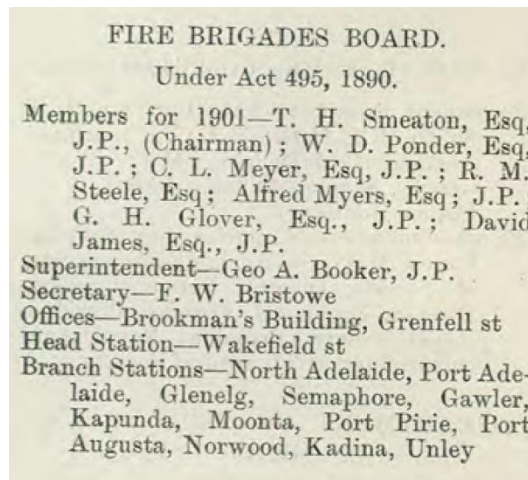 FIRE BRIGADES BOARD.
Under Act 495, 1890.
Members for 1901—T. H. Smeaton, Esq,
J.P., (Chairman) ; W. D. Ponder, Esq,
J.P. ; C. L. Meyer, Esq, J.P. ; R. M.
Steele, Esq ; Alfred Myers, Esq ; J.P. ;
G. H. Glover, Esq., J.P. ; David
James, Esq., J.P.
Superintendent—Geo A. Booker, J.P.
Secretary—F. W. Bristowe
Offices—Brookman's Building, Grenfell st
Head Station—Wakefield st
Branch Stations—North Adelaide, Port Ade-
laide, Glenelg, Semaphore, Gawler,
Kapunda, Moonta, Port Pirie, Port
Augusta, Norwood, Kadina, Unley